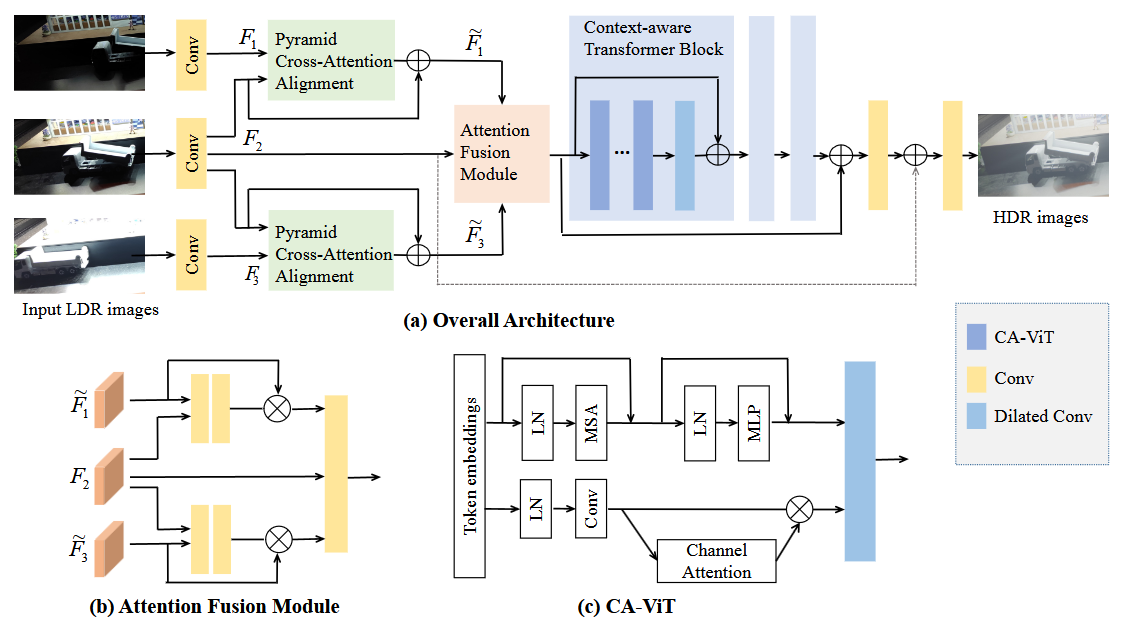 Conv
F₁
Pyramid
Cross-Attention
Alignment
F̃₁
Context-aware
Transformer Block
Conv
F₂
Attention
Fusion
Module
...
HDR images
Conv
F₃
Pyramid
Cross-Attention
Alignment
F̃₃
Input LDR images
(a) Overall Architecture
CA-ViT
Conv
Dilated Conv
F̃₁
F₂
F̃₃
(b) Attention Fusion Module
Token embeddings
LN
MSA
LN
MLP
LN
Conv
Channel
Attention
(c) CA-ViT